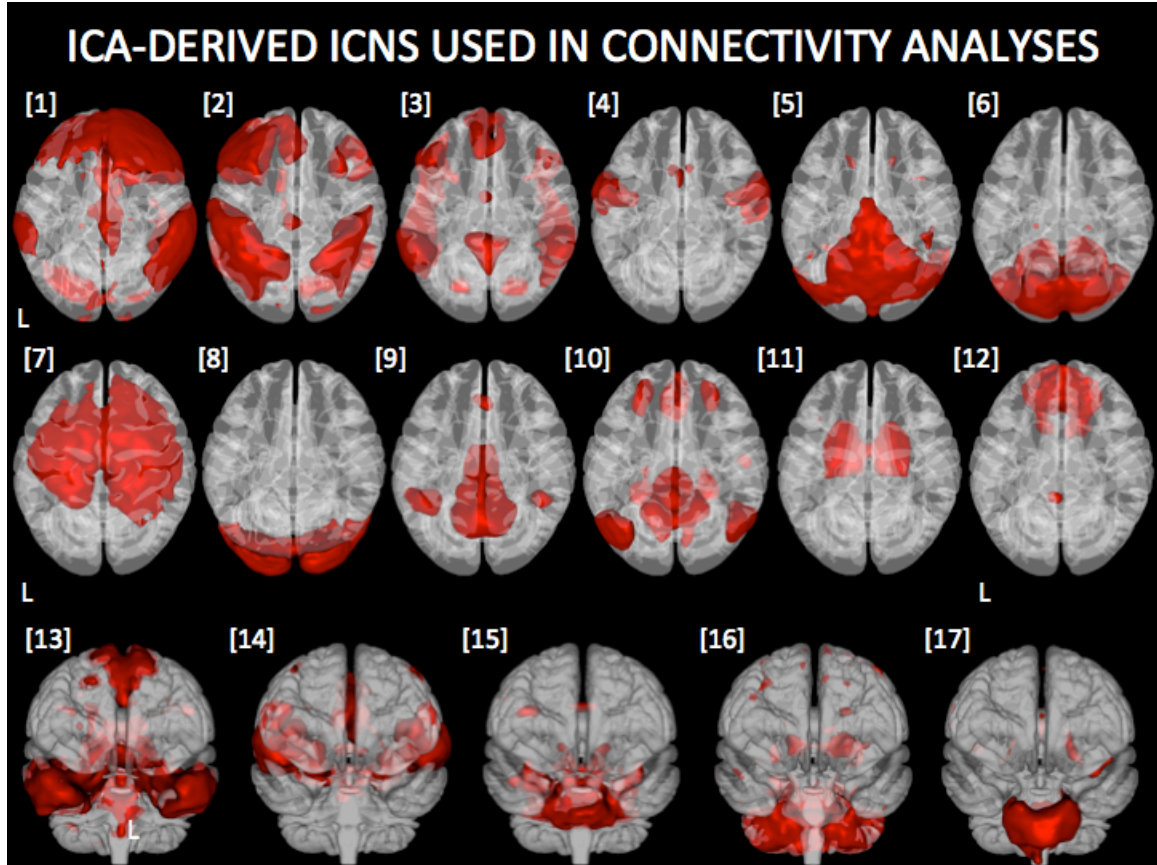 ICA-DERIVED ICNS USED IN CONNECTIVITY ANALYSES
[1] [2] [3] [4] [5] [6]
L
[7] [8] [9] [10] [11] [12]
L L
[13] [14] [15] [16] [17]
L